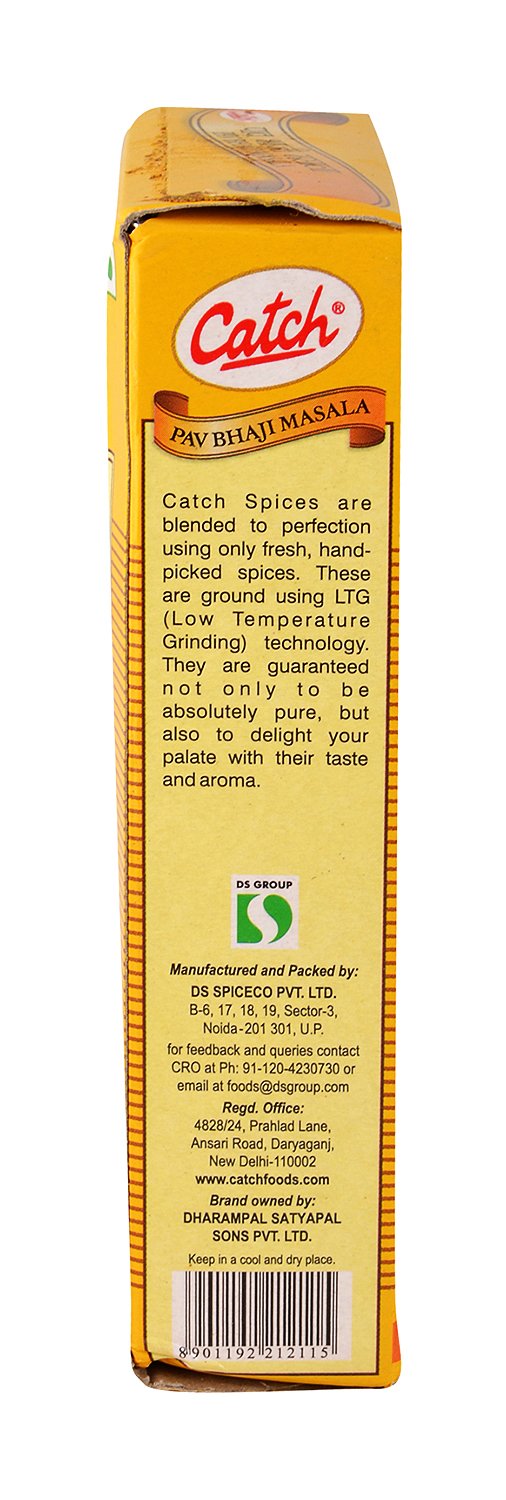 Catch®
PAV BHAJI MASALA
Catch Spices are
blended to perfection
using only fresh, hand-
picked spices. These
are ground using LTG
(Low Temperature
Grinding) technology.
They are guaranteed
not only to be
absolutely pure, but
also to delight your
palate with their taste
and aroma.
DS GROUP
Manufactured and Packed by:
DS SPICECO PVT. LTD.
B-6, 17, 18, 19, Sector-3,
Noida-201 301, U.P.
for feedback and queries contact
CRO at Ph: 91-120-4230730 or
email at foods@dsgroup.com
Regd. Office:
4828/24, Prahlad Lane,
Ansari Road, Daryaganj,
New Delhi-110002
www.catchfoods.com
Brand owned by:
DHARAMPAL SATYAPAL
SONS PVT. LTD.
Keep in a cool and dry place.
8 901192 212115